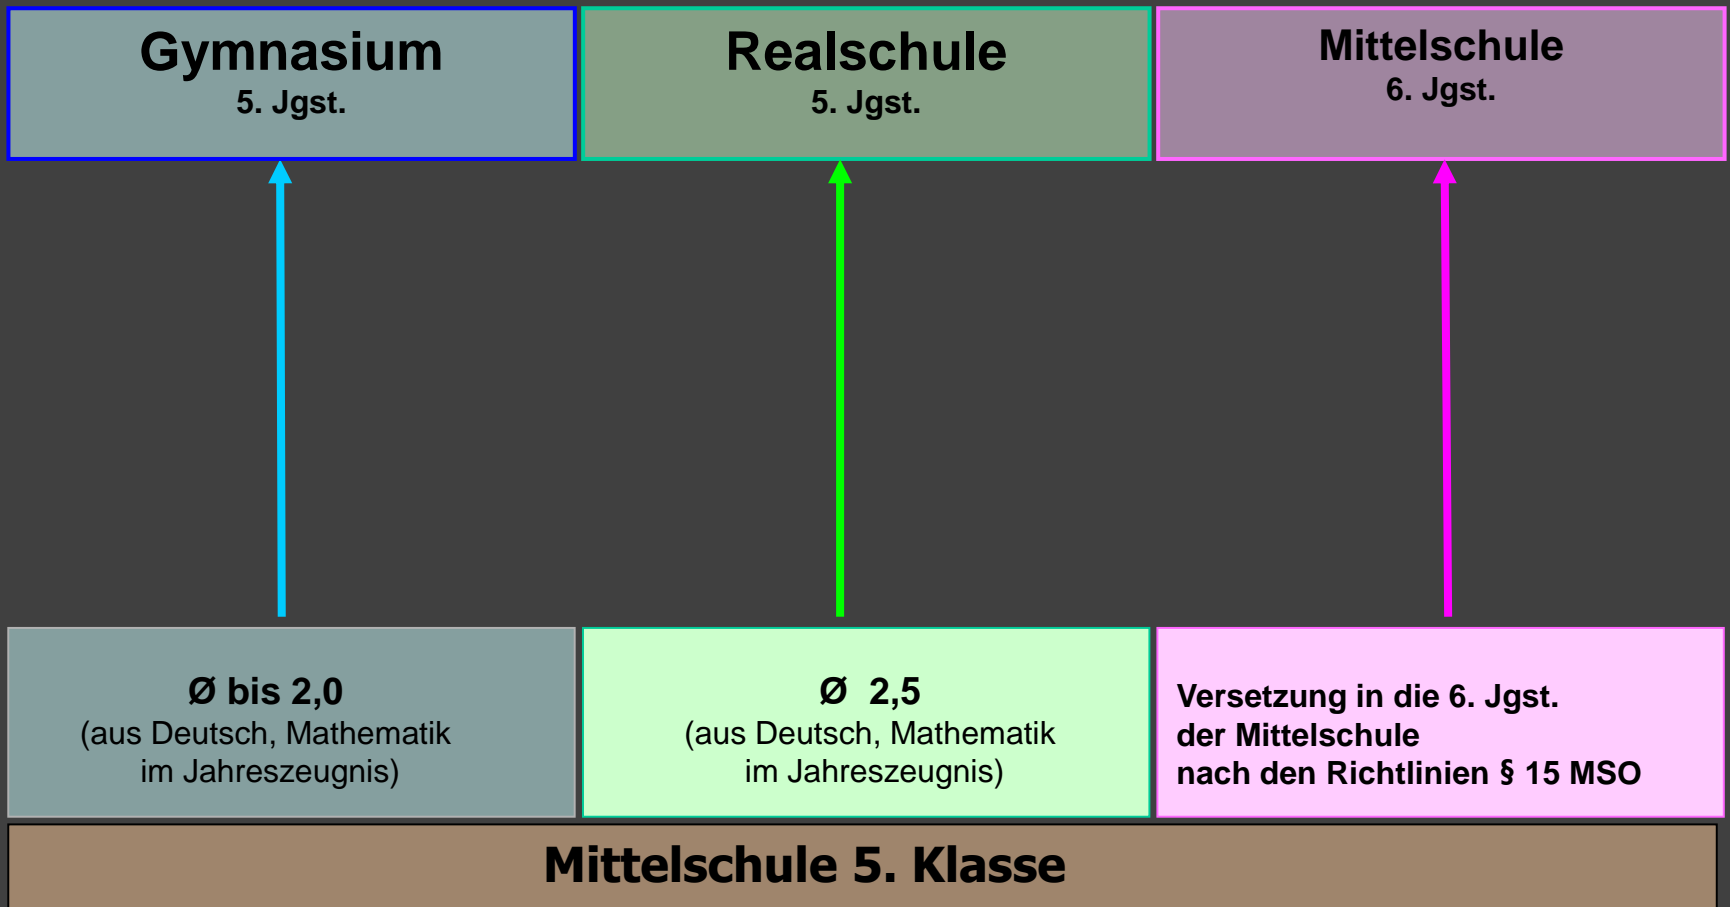 Gymnasium
5. Jgst.
Realschule
5. Jgst.
Mittelschule
6. Jgst.
Ø bis 2,0
(aus Deutsch, Mathematik
im Jahreszeugnis)
Ø 2,5
(aus Deutsch, Mathematik
im Jahreszeugnis)
Versetzung in die 6. Jgst.
der Mittelschule
nach den Richtlinien § 15 MSO
Mittelschule 5. Klasse